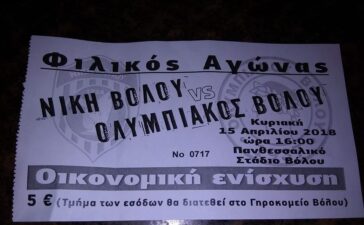 Φιλικός Αγώνας
ΝΙΚΗ ΒΟΛΟΥ VS
ΟΛΥΜΠΙΑΚΟΣ ΒΟΛΟΥ
Κυριακή
15 Απριλίου 2018
ώρα 16:00
Πανθεσσαλικό
Στάδιο Βόλου
No 0717
Οικονομική ενίσχυση
5 € (Τμήμα των εσόδων θα διατεθεί στο Γηροκομείο Βόλου)